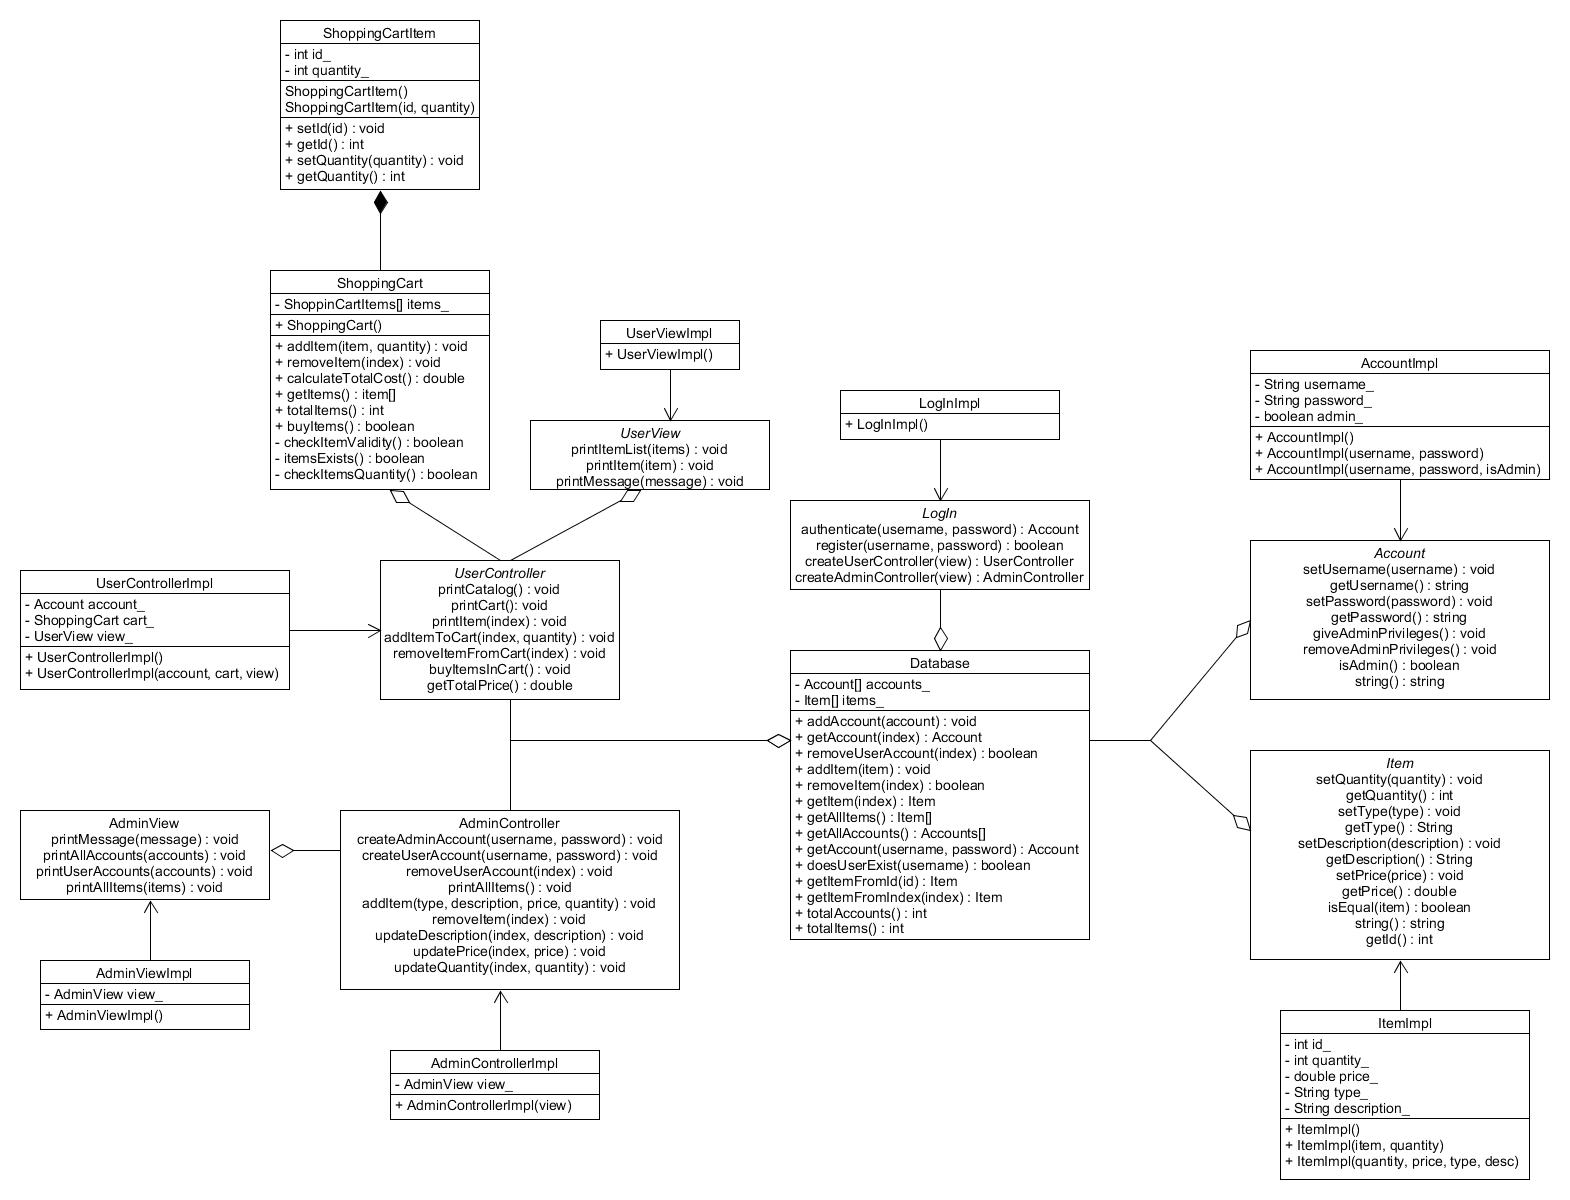 ShoppingCartItem
- int id_
- int quantity_
ShoppingCartItem()
ShoppingCartItem(id, quantity)
+ setId(id) : void
+ getId() : int
+ setQuantity(quantity) : void
+ getQuantity() : int
ShoppingCart
- ShoppinCartItems[] items_
+ ShoppingCart()
+ addItem(item, quantity) : void
+ removeItem(index) : void
+ calculateTotalCost() : double
+ getItems() : item[]
+ totalItems() : int
+ buyItems() : boolean
- checkItemValidity() : boolean
- itemsExists() : boolean
- checkItemsQuantity() : boolean
UserViewImpl
+ UserViewImpl()
UserView
printItemList(items) : void
printItem(item) : void
printMessage(message) : void
LogInImpl
+ LogInImpl()
LogIn
authenticate(username, password) : Account
register(username, password) : boolean
createUserController(view) : UserController
createAdminController(view) : AdminController
AccountImpl
- String username_
- String password_
- boolean admin_
+ AccountImpl()
+ AccountImpl(username, password)
+ AccountImpl(username, password, isAdmin)
Account
setUsername(username) : void
getUsername() : string
setPassword(password) : void
getPassword() : string
giveAdminPrivileges() : void
removeAdminPrivileges() : void
isAdmin() : boolean
string() : string
UserControllerImpl
- Account account_
- ShoppingCart cart_
- UserView view_
+ UserControllerImpl()
+ UserControllerImpl(account, cart, view)
UserController
printCatalog() : void
printCart(): void
printItem(index) : void
addItemToCart(index, quantity) : void
removeItemFromCart(index) : void
buyItemsInCart() : void
getTotalPrice() : double
Database
- Account[] accounts_
- Item[] items_
+ addAccount(account) : void
+ getAccount(index) : Account
+ removeUserAccount(index) : boolean
+ addItem(item) : void
+ removeItem(index) : boolean
+ getItem(index) : Item
+ getAllItems() : Item[]
+ getAllAccounts() : Accounts[]
+ getAccount(username, password) : Account
+ doesUserExist(username) : boolean
+ getItemFromId(id) : Item
+ getItemFromIndex(index) : Item
+ totalAccounts() : int
+ totalItems() : int
Item
setQuantity(quantity) : void
getQuantity() : int
setType(type) : void
getType() : String
setDescription(description) : void
getDescription() : String
setPrice(price) : void
getPrice() : double
isEqual(item) : boolean
string() : string
getId() : int
AdminView
printMessage(message) : void
printAllAccounts(accounts) : void
printUserAccounts(accounts) : void
printAllItems(items) : void
AdminController
createAdminAccount(username, password) : void
createUserAccount(username, password) : void
removeUserAccount(index) : void
printAllItems() : void
addItem(type, description, price, quantity) : void
removeItem(index) : void
updateDescription(index, description) : void
updatePrice(index, price) : void
updateQuantity(index, quantity) : void
AdminViewImpl
- AdminView view_
+ AdminViewImpl()
AdminControllerImpl
- AdminView view_
+ AdminControllerImpl(view)
ItemImpl
- int id_
- int quantity_
- double price_
- String type_
- String description_
+ ItemImpl()
+ ItemImpl(item, quantity)
+ ItemImpl(quantity, price, type, desc)